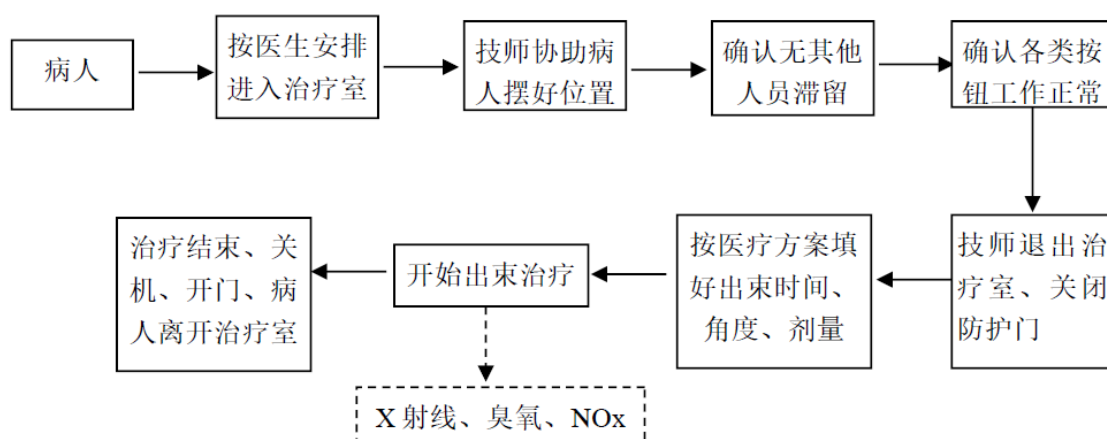 病人
按医生安排
进入治疗室
技师协助病
人摆好位置
确认无其他
人员滞留
确认各类按
钮工作正常
技师退出治
疗室、关闭
防护门
按医疗方案填
好出束时间、
角度、剂量
开始出束治疗
治疗结束、关
机、开门、病
人离开治疗室
X 射线、臭氧、NOx